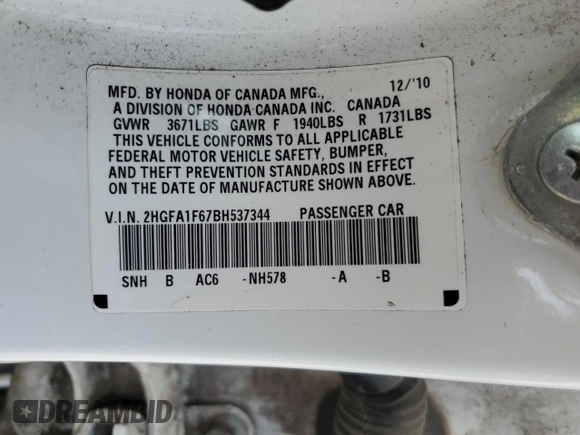 MFD. BY HONDA OF CANADA MFG., 12/'10
A DIVISION OF HONDA CANADA INC. CANADA
GVWR 3671LBS GAWR F 1940LBS R 1731LBS
THIS VEHICLE CONFORMS TO ALL APPLICABLE
FEDERAL MOTOR VEHICLE SAFETY, BUMPER,
AND THEFT PREVENTION STANDARDS IN EFFECT
ON THE DATE OF MANUFACTURE SHOWN ABOVE.
V.I.N. 2HGFA1F67BH537344 PASSENGER CAR
SNH B AC6 -NH578 -A -B
DREAMBID